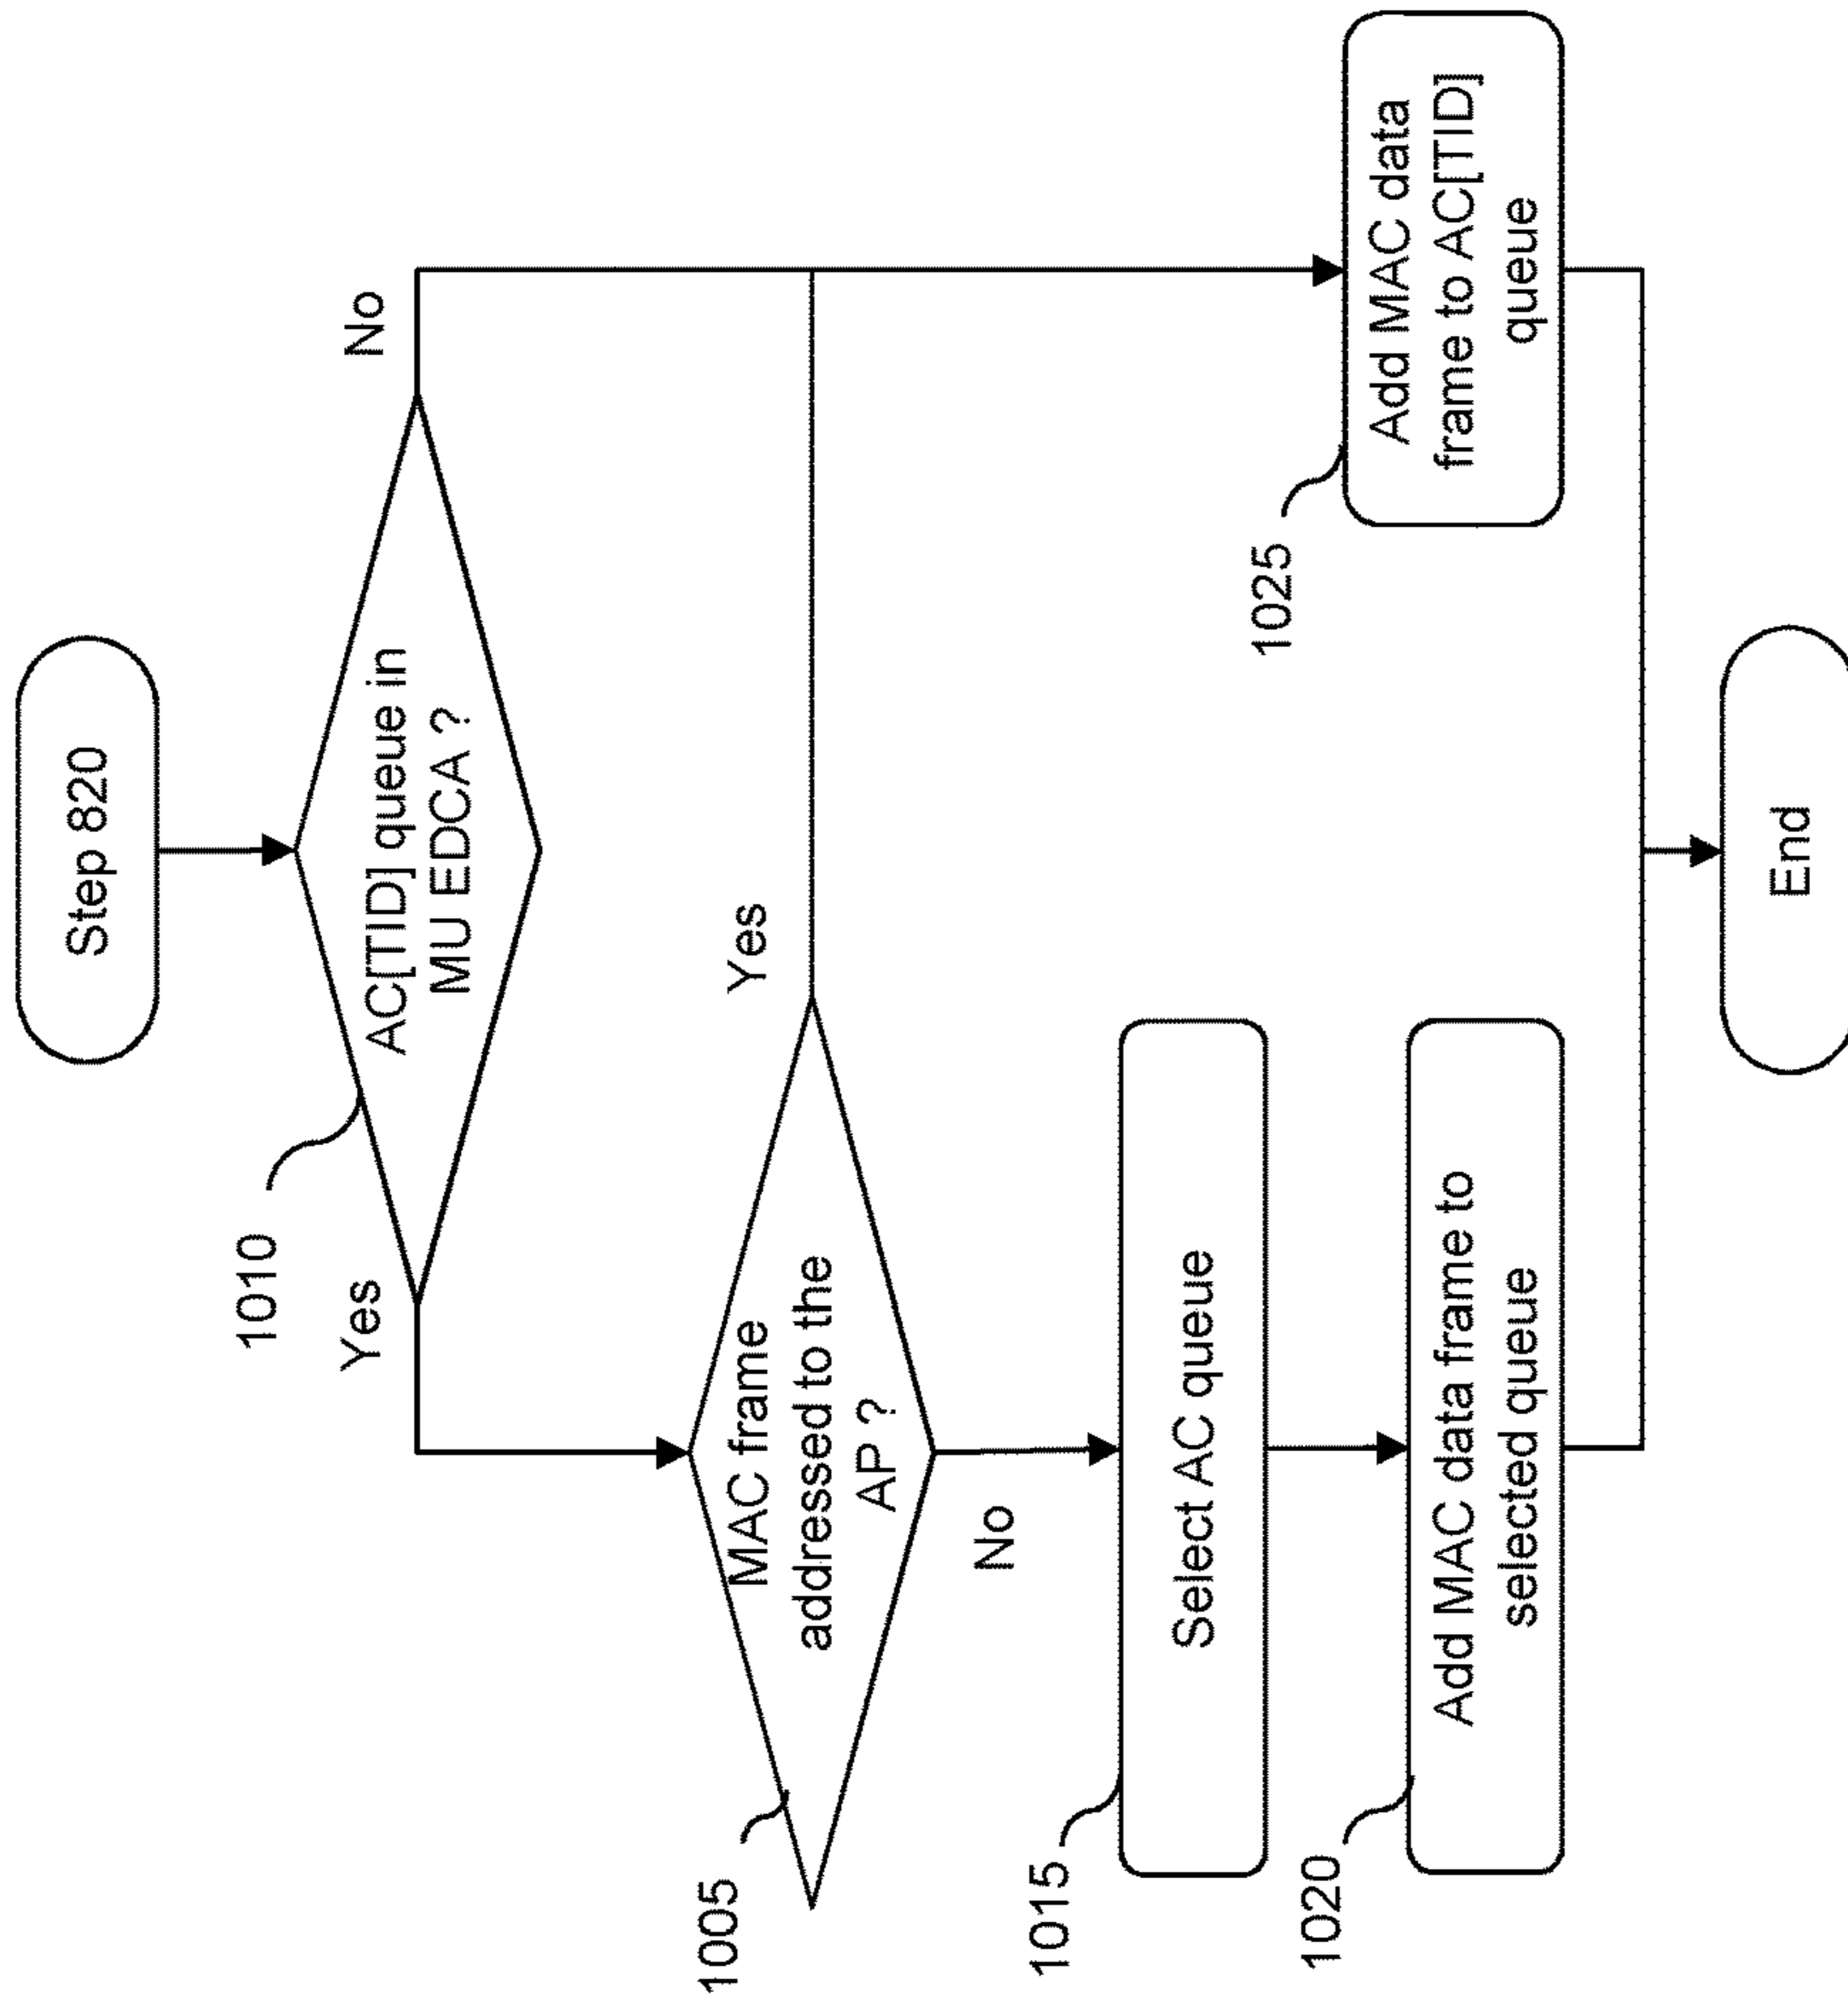 Step 820
1010
AC[TID] queue in
MU EDCA ?
Yes
No
1005
MAC frame
addressed to the
AP ?
Yes
No
1015
Select AC queue
1020
Add MAC data frame to
selected queue
1025
Add MAC data
frame to AC[TID]
queue
End